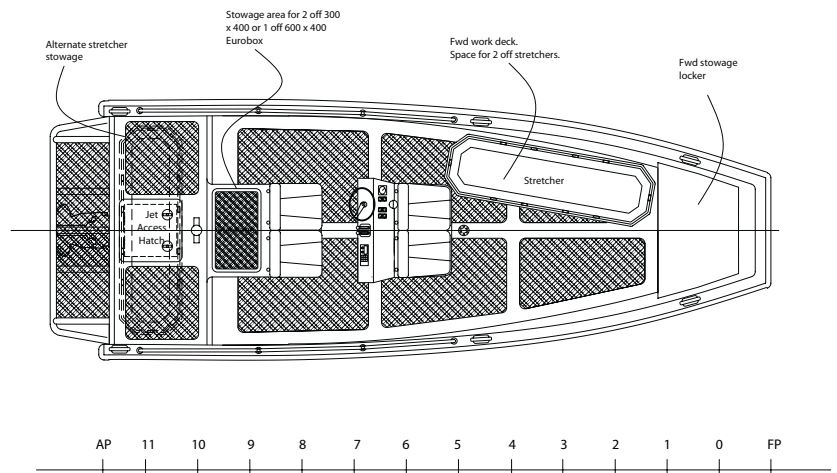 Stowage area for 2 off 300
x 400 or 1 off 600 x 400
Eurobox
Alternate stretcher
stowage
Fwd work deck.
Space for 2 off stretchers.
Fwd stowage
locker
Stretcher
Jet
Access
Hatch
AP 11 10 9 8 7 6 5 4 3 2 1 0 FP